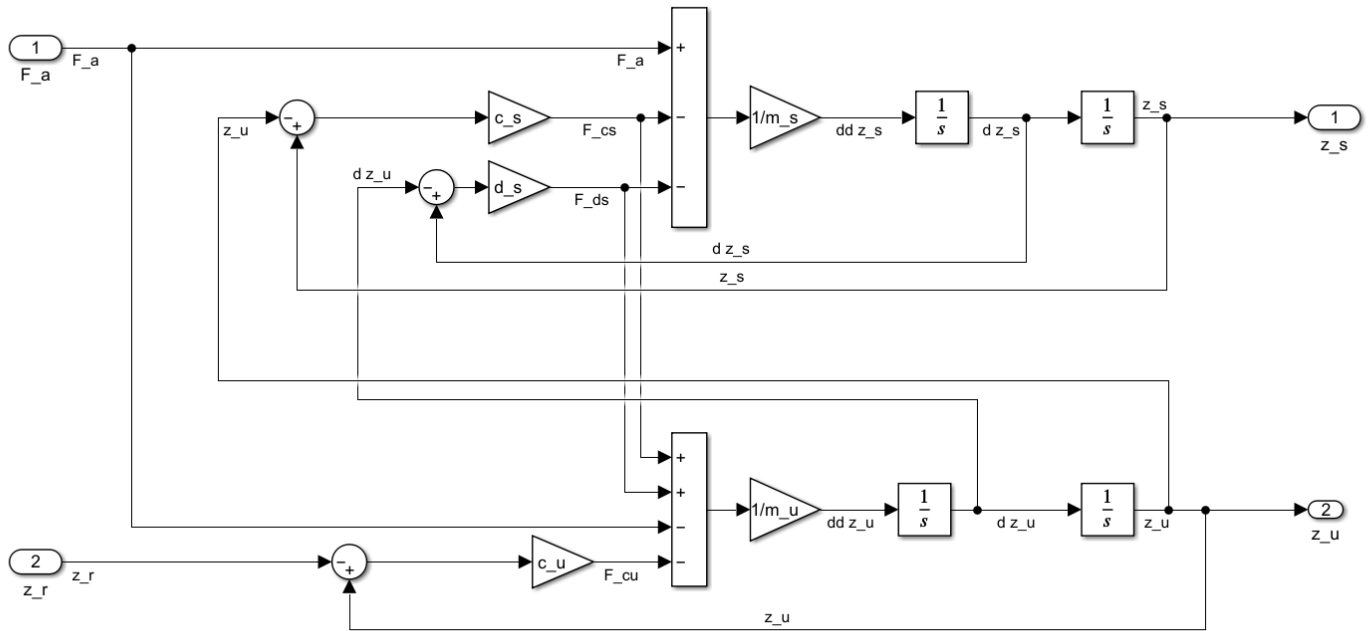 1
F_a
F_a
F_a
+
−
+
z_u
c_s
F_cs
−
1/m_s
dd z_s
1
s
d z_s
1
s
z_s
1
z_s
d z_u
−
+
d_s
F_ds
−
d z_s
z_s
+
+
−
−
1/m_u
dd z_u
1
s
d z_u
1
s
z_u
2
z_u
2
z_r
z_r
−
+
c_u
F_cu
z_u